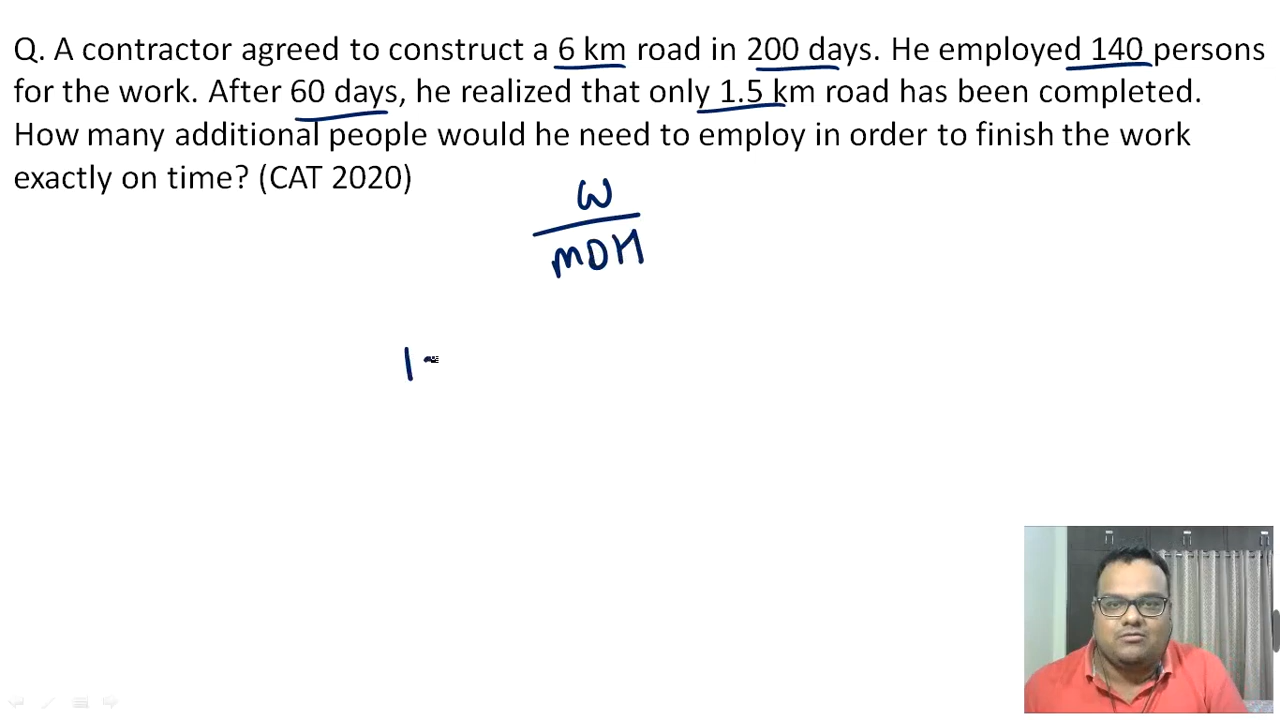 Q. A contractor agreed to construct a 6 km road in 200 days. He employed 140 persons
for the work. After 60 days, he realized that only 1.5 km road has been completed.
How many additional people would he need to employ in order to finish the work
exactly on time? (CAT 2020)
W
MDH
1